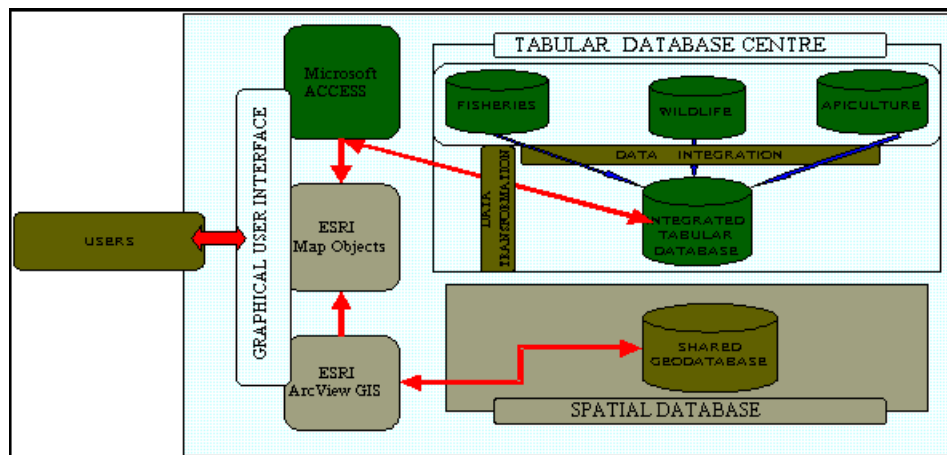 TABULAR DATABASE CENTRE
Microsoft
ACCESS
FISHERIES
WILDLIFE
APICULTURE
DATA INTEGRATION
DATA
TRANSFORMATION
INTEGRATED
TABULAR
DATABASE
GRAPHICAL USER INTERFACE
USERS
ESRI
Map Objects
SHARED
GEODATABASE
ESRI
ArcView GIS
SPATIAL DATABASE